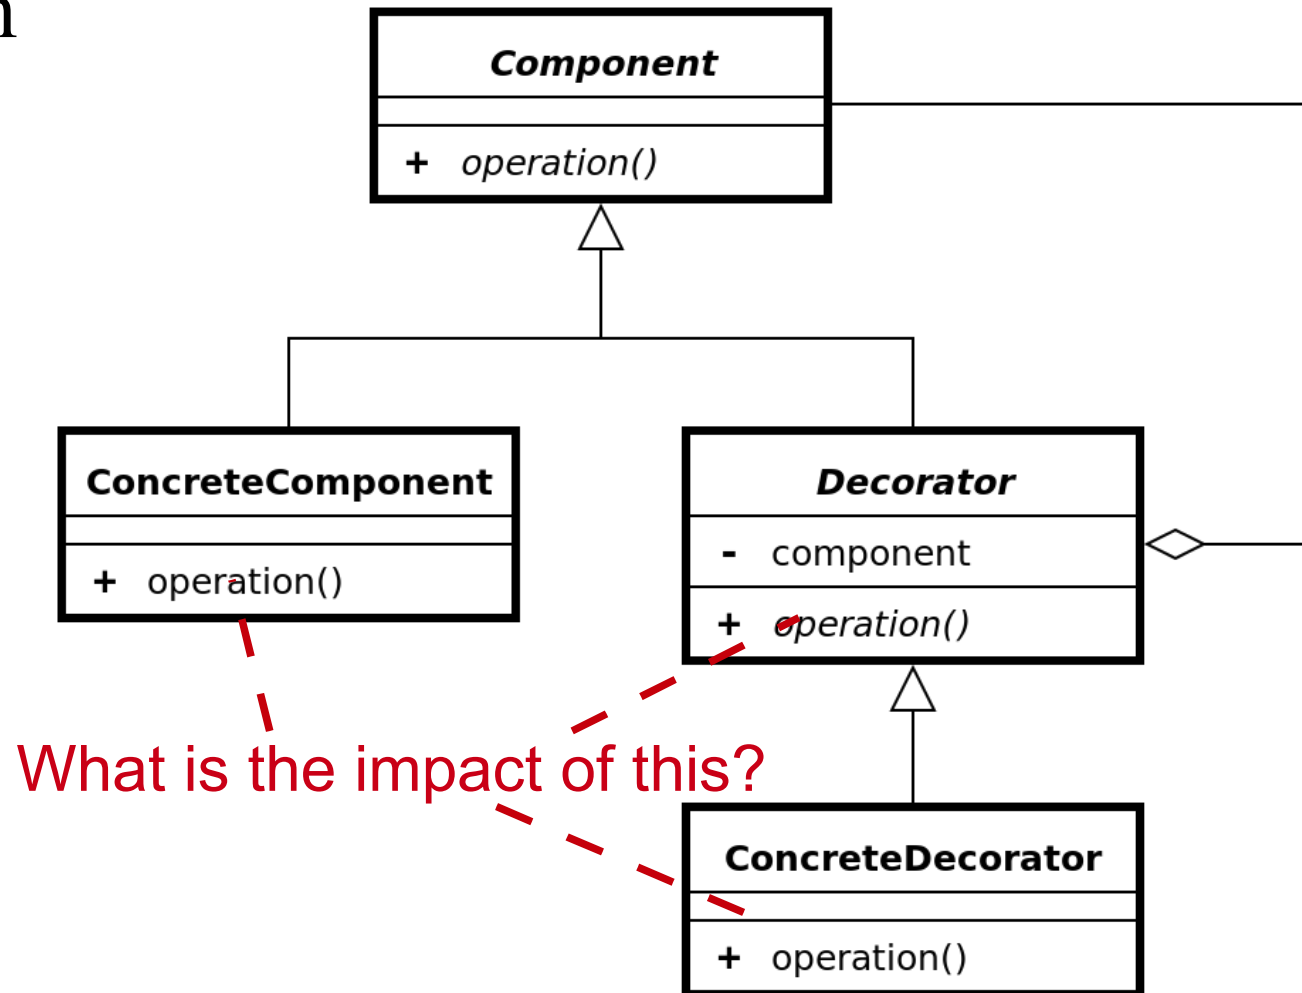 n
Component
+ operation()
ConcreteComponent
+ operation()
Decorator
- component
+ operation()
What is the impact of this?
ConcreteDecorator
+ operation()